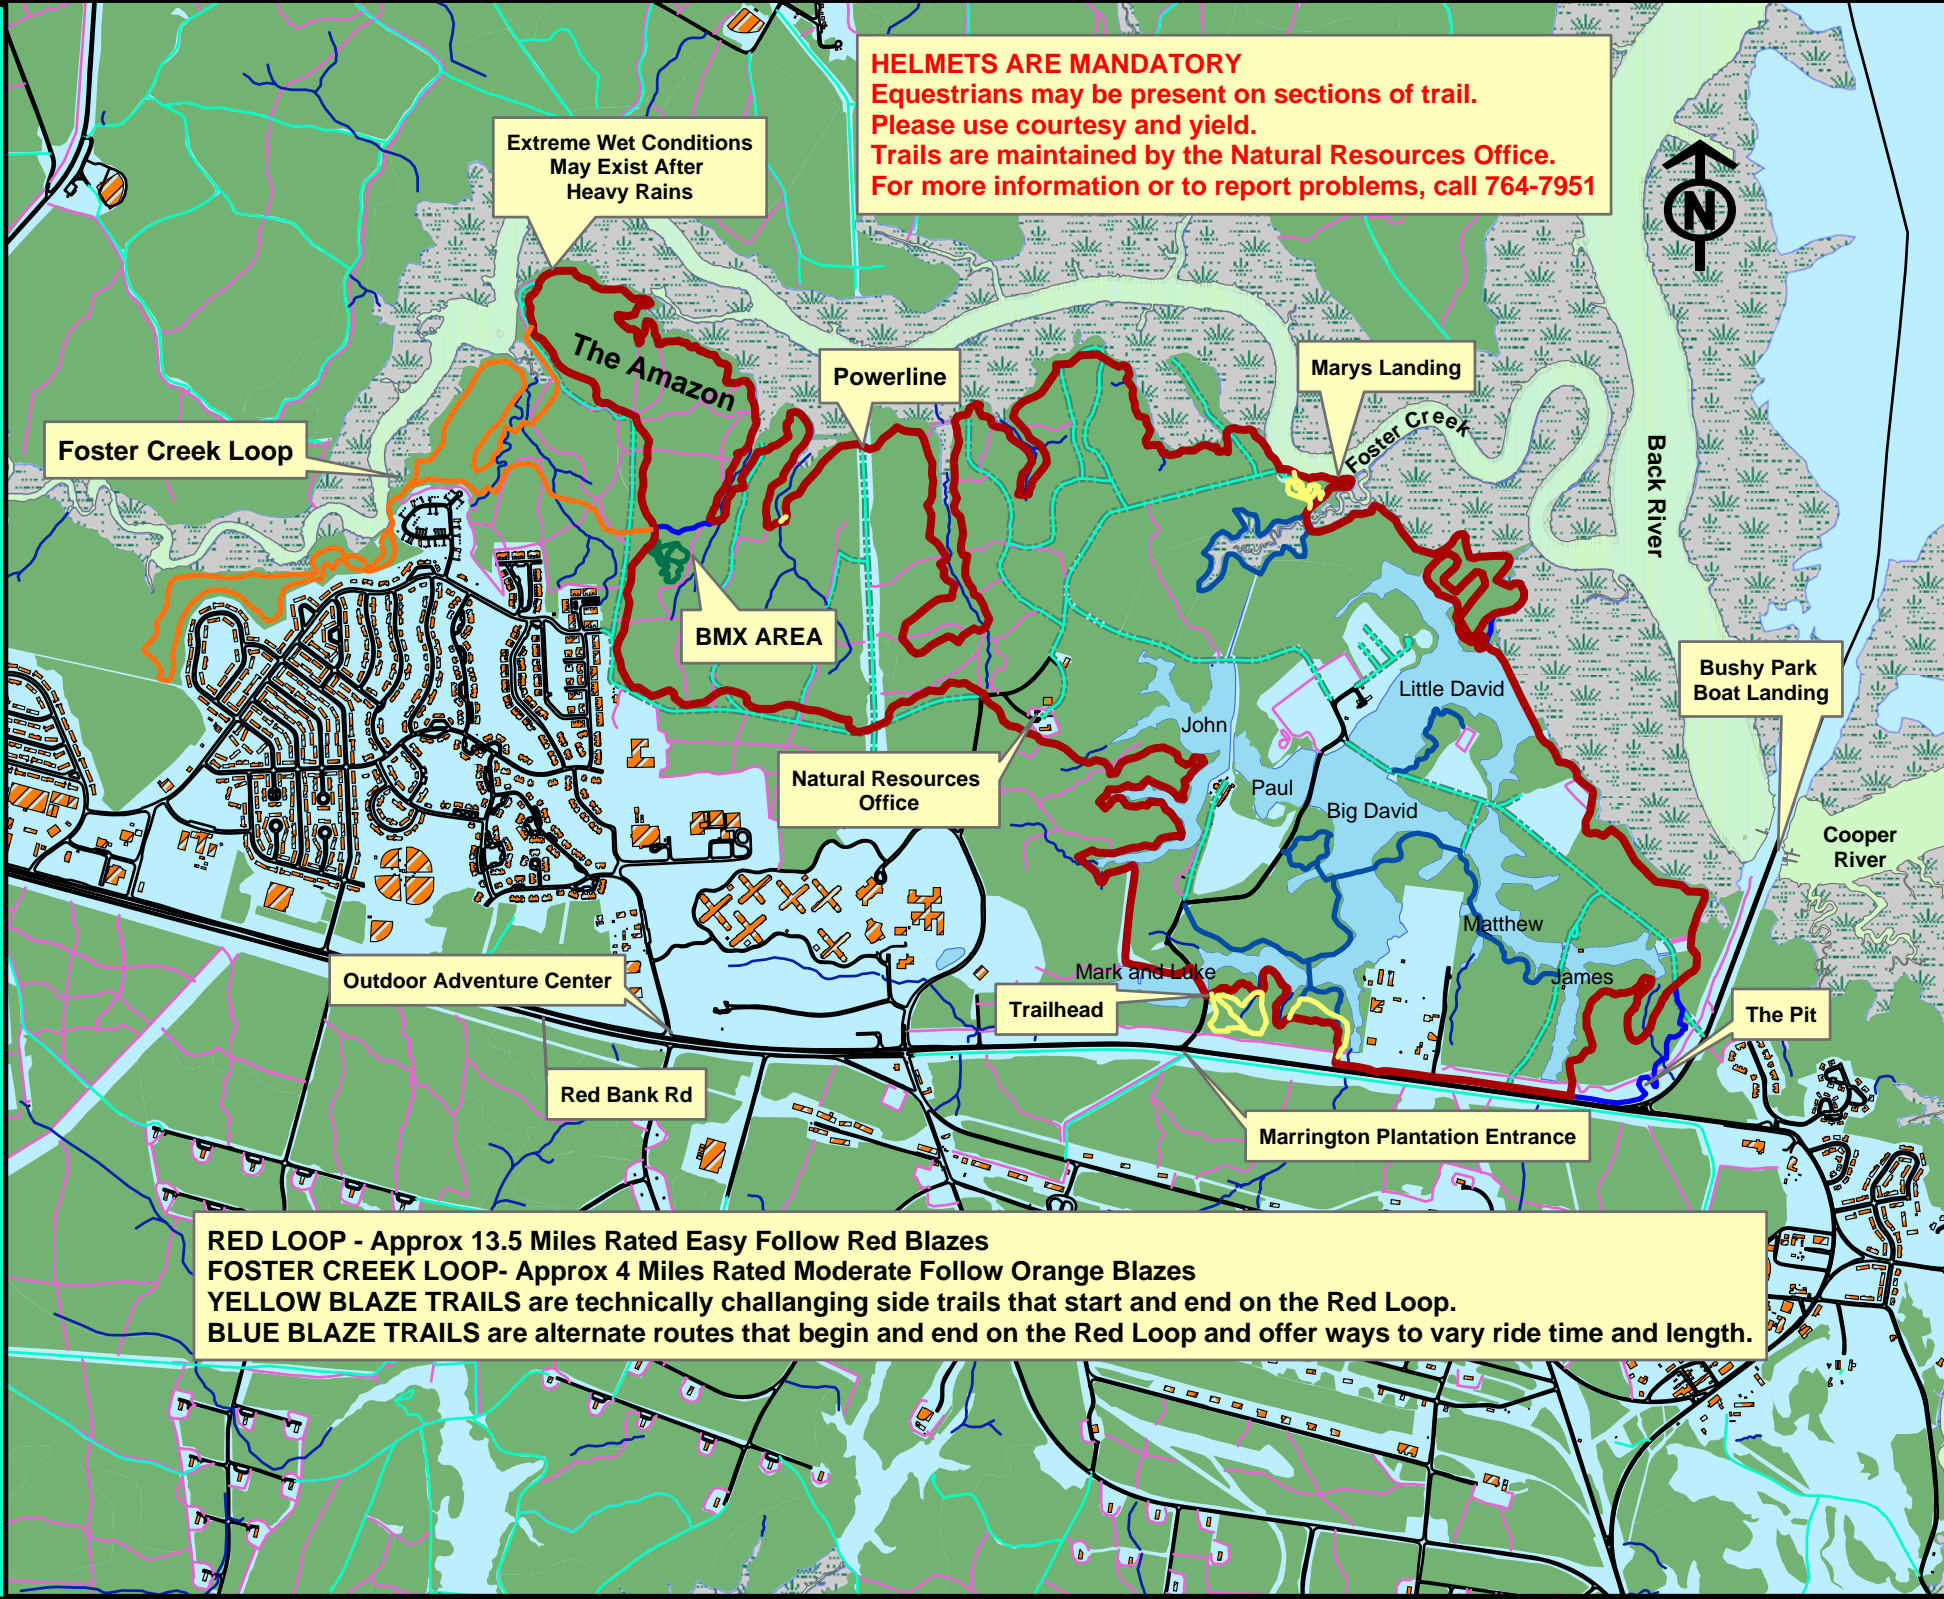 HELMETS ARE MANDATORY
Equestrians may be present on sections of trail.
Please use courtesy and yield.
Trails are maintained by the Natural Resources Office.
For more information or to report problems, call 764-7951
Extreme Wet Conditions
May Exist After
Heavy Rains
N
The Amazon
Powerline
Marys Landing
Foster Creek
Back River
Foster Creek Loop
BMX AREA
Bushy Park
Boat Landing
Little David
John
Natural Resources
Office
Paul
Big David
Cooper
River
Matthew
Mark and Luke
James
Outdoor Adventure Center
Trailhead
The Pit
Red Bank Rd
Marrington Plantation Entrance
RED LOOP - Approx 13.5 Miles Rated Easy Follow Red Blazes
FOSTER CREEK LOOP- Approx 4 Miles Rated Moderate Follow Orange Blazes
YELLOW BLAZE TRAILS are technically challanging side trails that start and end on the Red Loop.
BLUE BLAZE TRAILS are alternate routes that begin and end on the Red Loop and offer ways to vary ride time and length.